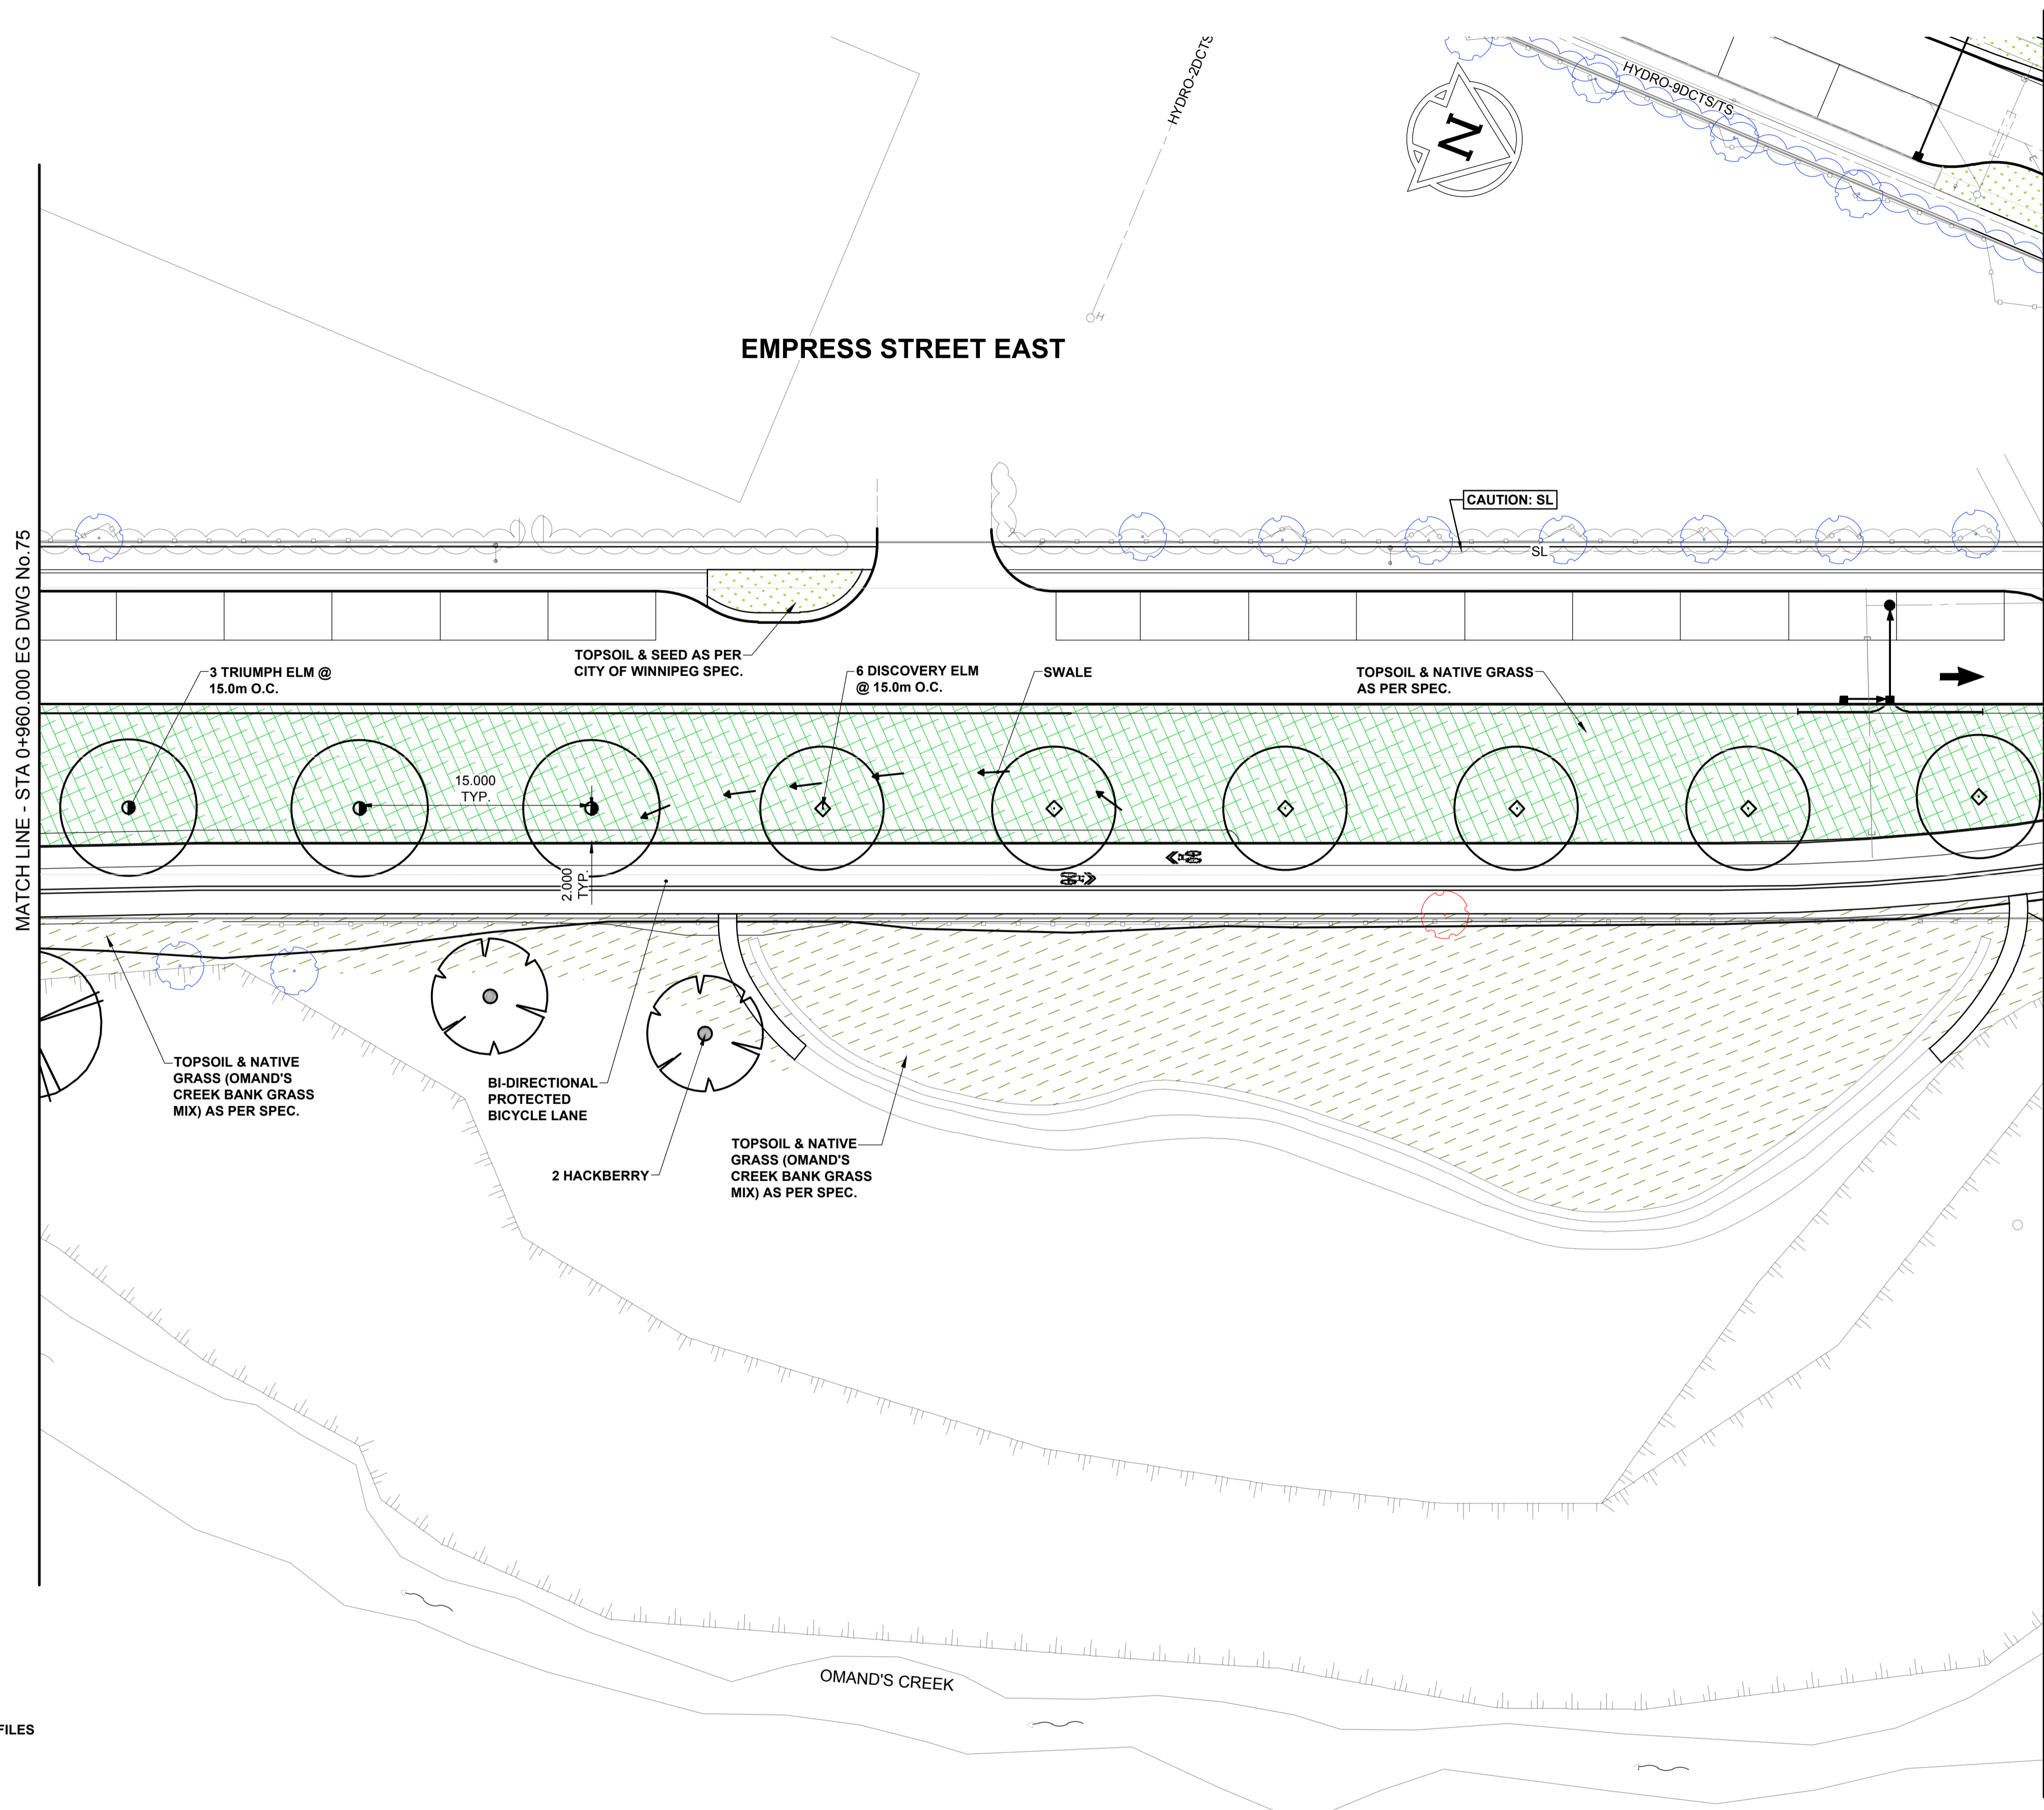 HYDRO-2DCTS
HYDRO-9DCTS/TS
N
H
EMPRESS STREET EAST
CAUTION: SL
SL
MATCH LINE - STA 0+960.000 EG DWG No.75
TOPSOIL & SEED AS PER
CITY OF WINNIPEG SPEC.
3 TRIUMPH ELM @
15.0m O.C.
6 DISCOVERY ELM
@ 15.0m O.C.
SWALE
TOPSOIL & NATIVE GRASS
AS PER SPEC.
15.000
TYP.
2.000
TYP.
TOPSOIL & NATIVE
GRASS (OMAND'S
CREEK BANK GRASS
MIX) AS PER SPEC.
BI-DIRECTIONAL
PROTECTED
BICYCLE LANE
2 HACKBERRY
TOPSOIL & NATIVE
GRASS (OMAND'S
CREEK BANK GRASS
MIX) AS PER SPEC.
OMAND'S CREEK
FILES